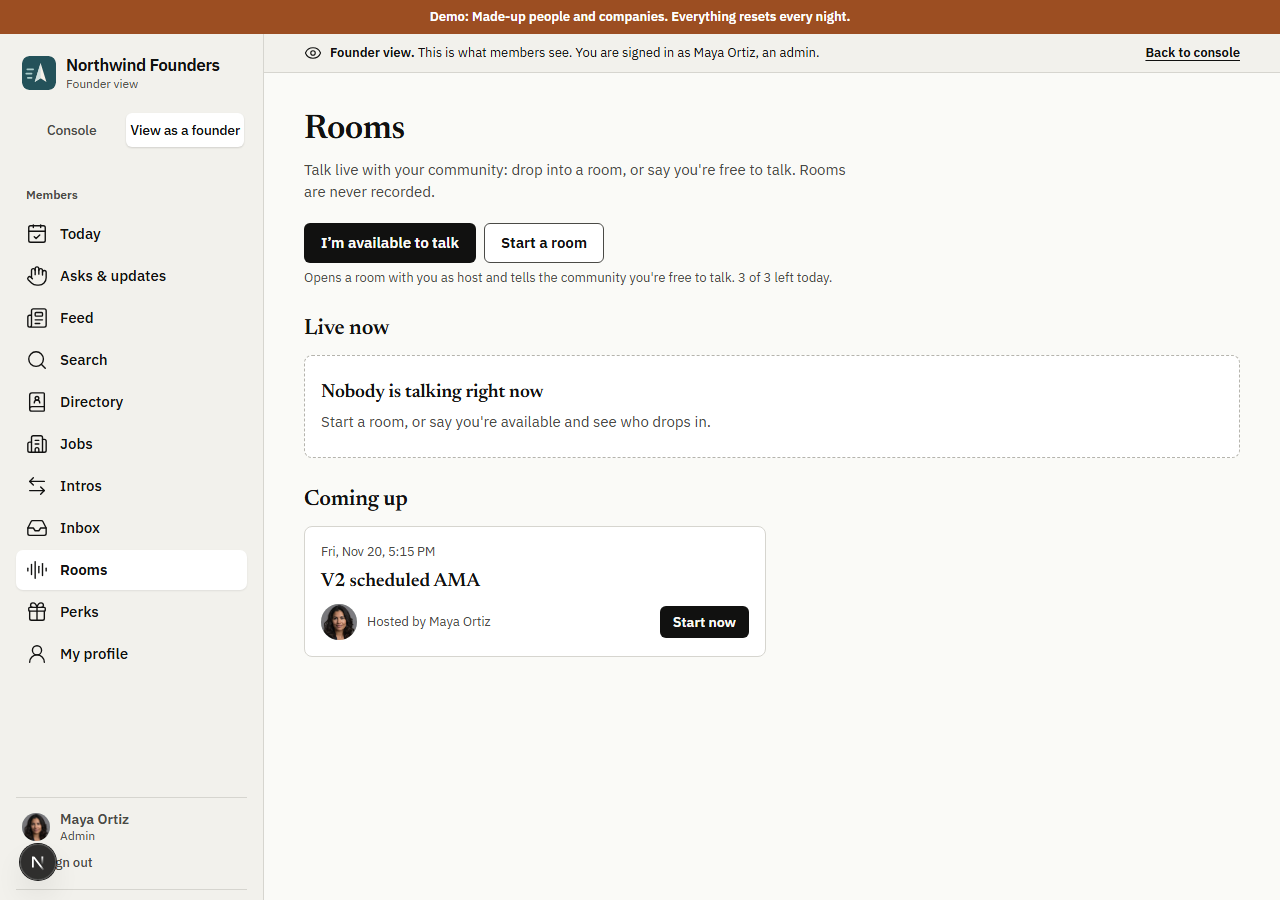 Demo: Made-up people and companies. Everything resets every night.
Northwind Founders
Founder view
Console
View as a founder
Members
Today
Asks & updates
Feed
Search
Directory
Jobs
Intros
Inbox
Rooms
Perks
My profile
Maya Ortiz
Admin
N
gn out
Founder view. This is what members see. You are signed in as Maya Ortiz, an admin.
Back to console
Rooms
Talk live with your community: drop into a room, or say you're free to talk. Rooms
are never recorded.
I’m available to talk
Start a room
Opens a room with you as host and tells the community you're free to talk. 3 of 3 left today.
Live now
Nobody is talking right now
Start a room, or say you're available and see who drops in.
Coming up
Fri, Nov 20, 5:15 PM
V2 scheduled AMA
Hosted by Maya Ortiz
Start now